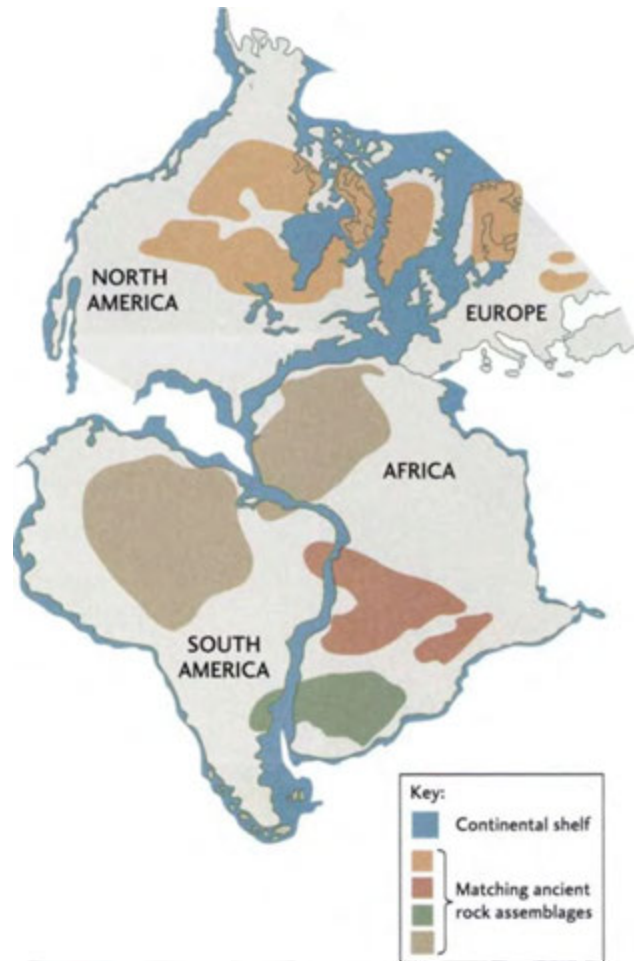 NORTH
AMERICA
EUROPE
AFRICA
SOUTH
AMERICA
Key:
Continental shelf
Matching ancient
rock assemblages